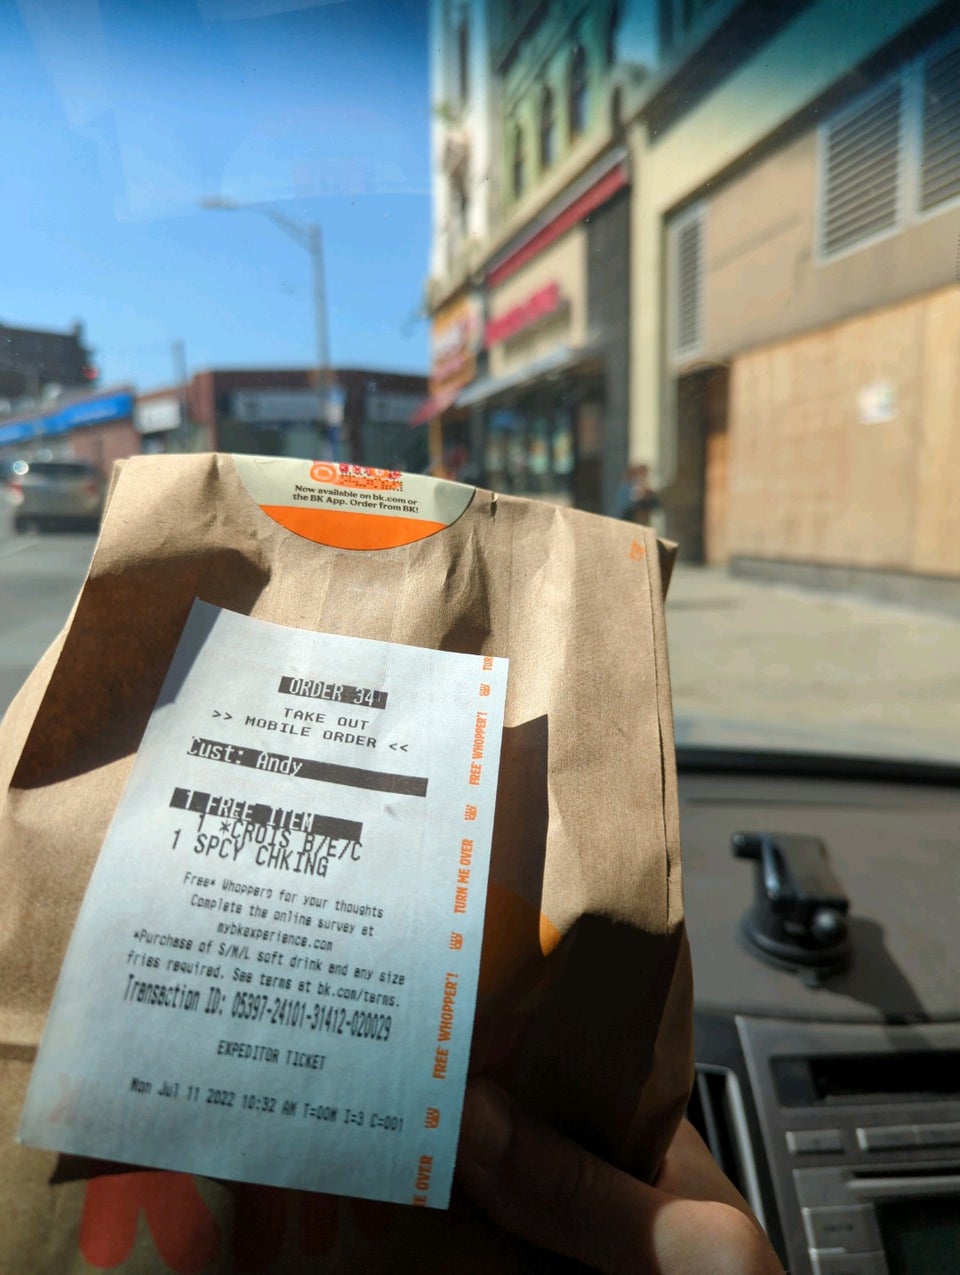 Now available on bk.com or
the BK App. Order from BK!
ORDER 34
TAKE OUT
>> MOBILE ORDER <<
Cust: Andy
1 FREE ITEM
1 *CROIS B/E/C
1 SPCY CHKING
Free* Whopper® for your thoughts
Complete the online survey at
mybkexperience.com
*Purchase of S/M/L soft drink and any size
fries required. See terms at bk.com/terms.
Transaction ID: 05397-24101-31412-020029
EXPEDITOR TICKET
Mon Jul 11 2022 10:32 AM T=00M I=3 C=001
TUR
FREE WHOPPER'!
TURN ME OVER
FREE WHOPPER'!
E OVER